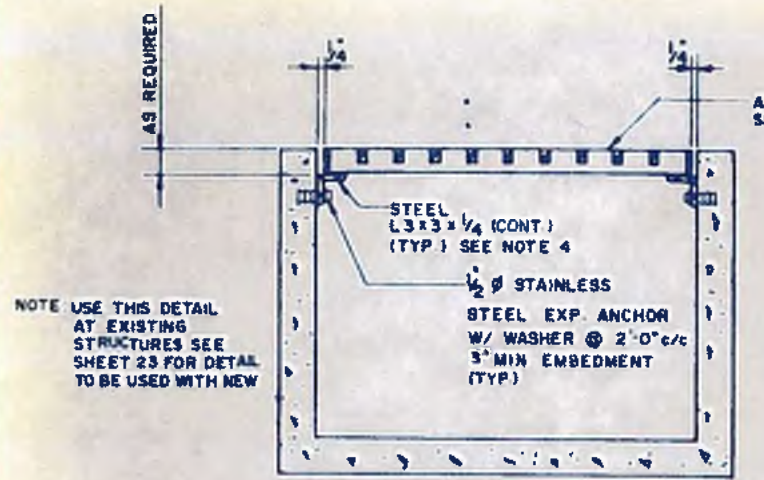 AS REQUIRED
1/4"
1/4"
A
S
STEEL
L 3 x 3 x 1/4 (CONT.)
(TYP.) SEE NOTE 4
1/2" Ø STAINLESS
STEEL EXP. ANCHOR
W/ WASHER @ 2'-0" c/c
3" MIN EMBEDMENT
(TYP)
NOTE USE THIS DETAIL
AT EXISTING
STRUCTURES SEE
SHEET 23 FOR DETAIL
TO BE USED WITH NEW